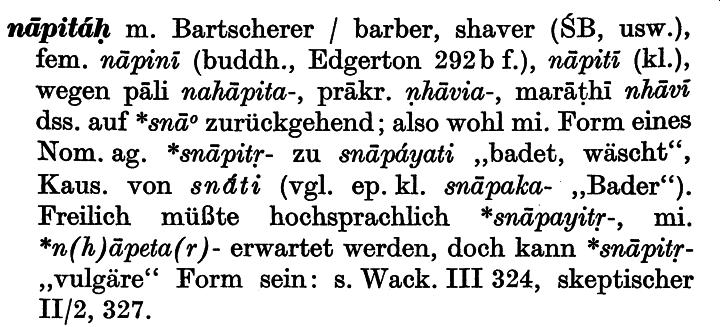 nāpitáḥ m. Bartscherer / barber, shaver (ŚB, usw.),
fem. nāpinī (buddh., Edgerton 292b f.), nāpitī (kl.),
wegen pāli nahāpita-, prākr. ṇhāvia-, marāṭhī nhāvī
dss. auf *snā° zurückgehend; also wohl mi. Form eines
Nom. ag. *snāpitṛ- zu snāpáyati „badet, wäscht“,
Kaus. von snā́ti (vgl. ep. kl. snāpaka- „Bader“).
Freilich müßte hochsprachlich *snāpayitṛ-, mi.
*n(h)āpeta(r)- erwartet werden, doch kann *snāpitṛ-
„vulgäre“ Form sein: s. Wack. III 324, skeptischer
II/2, 327.